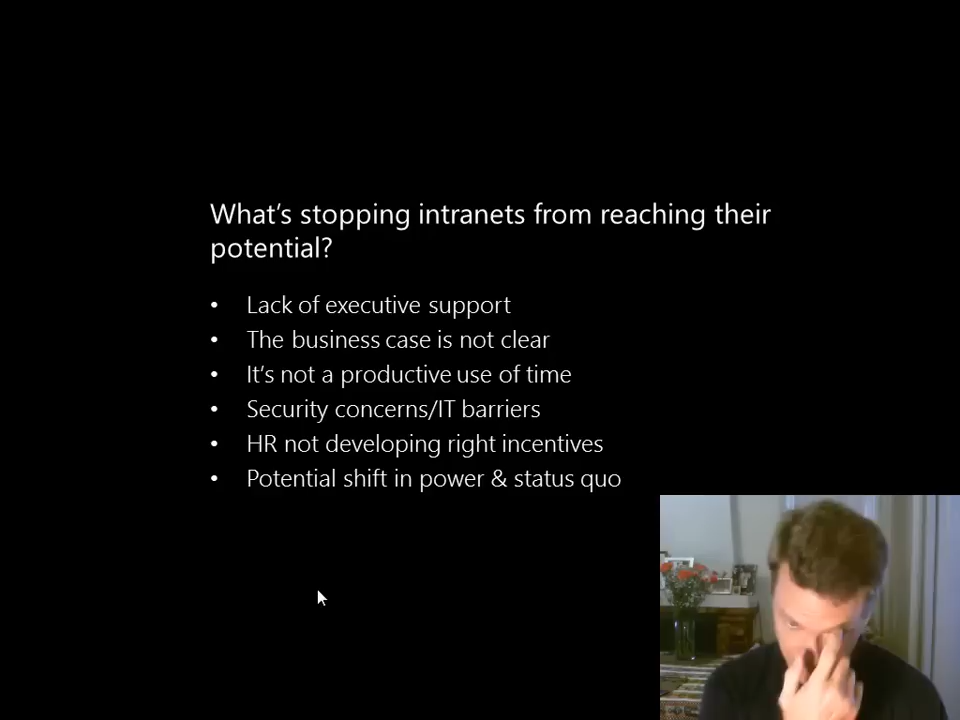 What's stopping intranets from reaching their
potential?
• Lack of executive support
• The business case is not clear
• It's not a productive use of time
• Security concerns/IT barriers
• HR not developing right incentives
• Potential shift in power & status quo